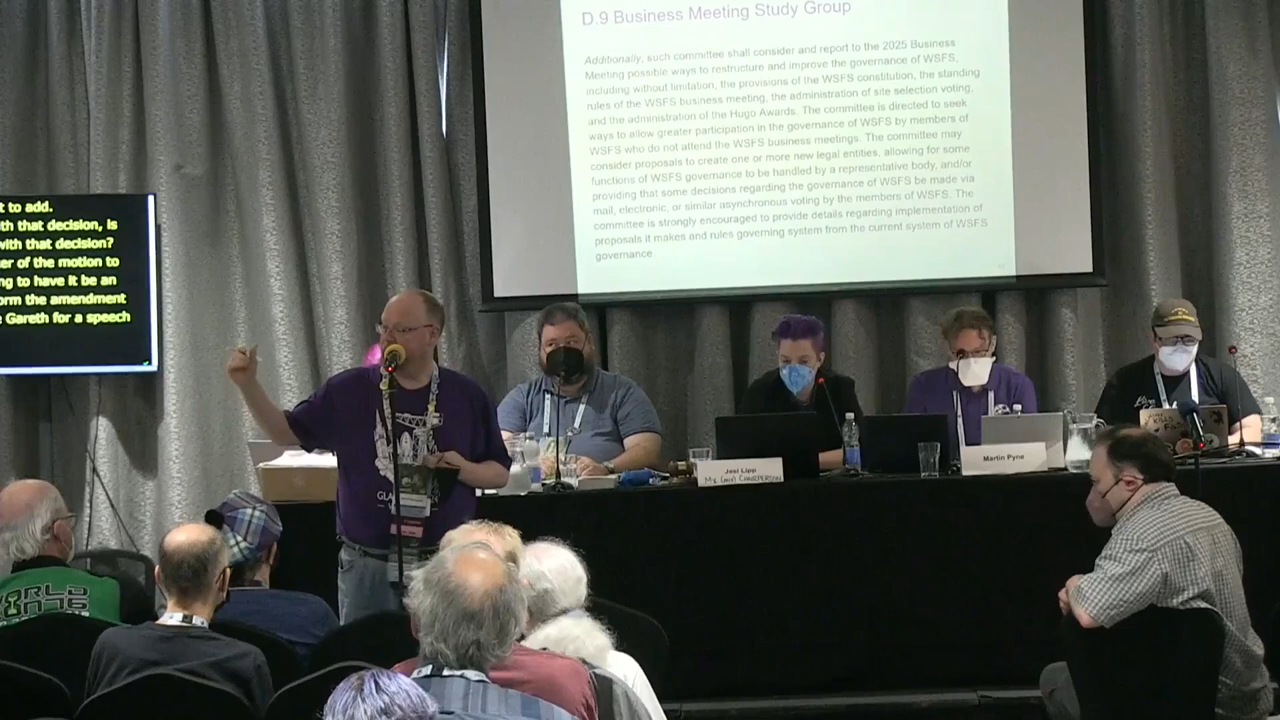 D.9 Business Meeting Study Group
Additionally, such committee shall consider and report to the 2025 Business
Meeting possible ways to restructure and improve the governance of WSFS,
including without limitation, the provisions of the WSFS constitution, the standing
rules of the WSFS business meeting, the administration of site selection voting,
and the administration of the Hugo Awards. The committee is directed to seek
ways to allow greater participation in the governance of WSFS by members of
WSFS who do not attend the WSFS business meetings. The committee may
consider proposals to create one or more new legal entities, allowing for some
functions of WSFS governance to be handled by a representative body, and/or
providing that some decisions regarding the governance of WSFS be made via
mail, electronic, or similar asynchronous voting by the members of WSFS. The
committee is strongly encouraged to provide details regarding implementation of
proposals it makes and rules governing system from the current system of WSFS
governance.
t to add.
th that decision, is
with that decision?
er of the motion to
ng to have it be an
orm the amendment
e Gareth for a speech
Jesi Lipp
CHAIRPERSON
Martin Pyne
GLA